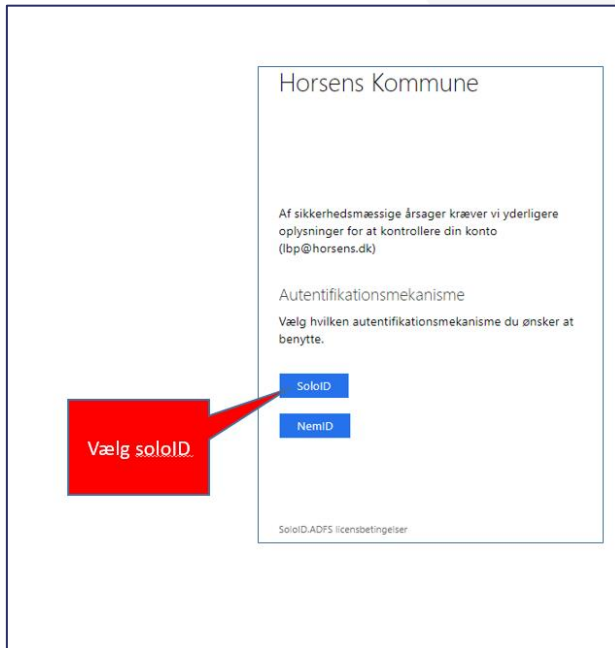 Horsens Kommune
Af sikkerhedsmæssige årsager kræver vi yderligere
oplysninger for at kontrollere din konto
(lbp@horsens.dk)
Autentifikationsmekanisme
Vælg hvilken autentifikationsmekanisme du ønsker at
benytte.
SoloID
Vælg soloID
NemID
SoloID.ADFS licensbetingelser